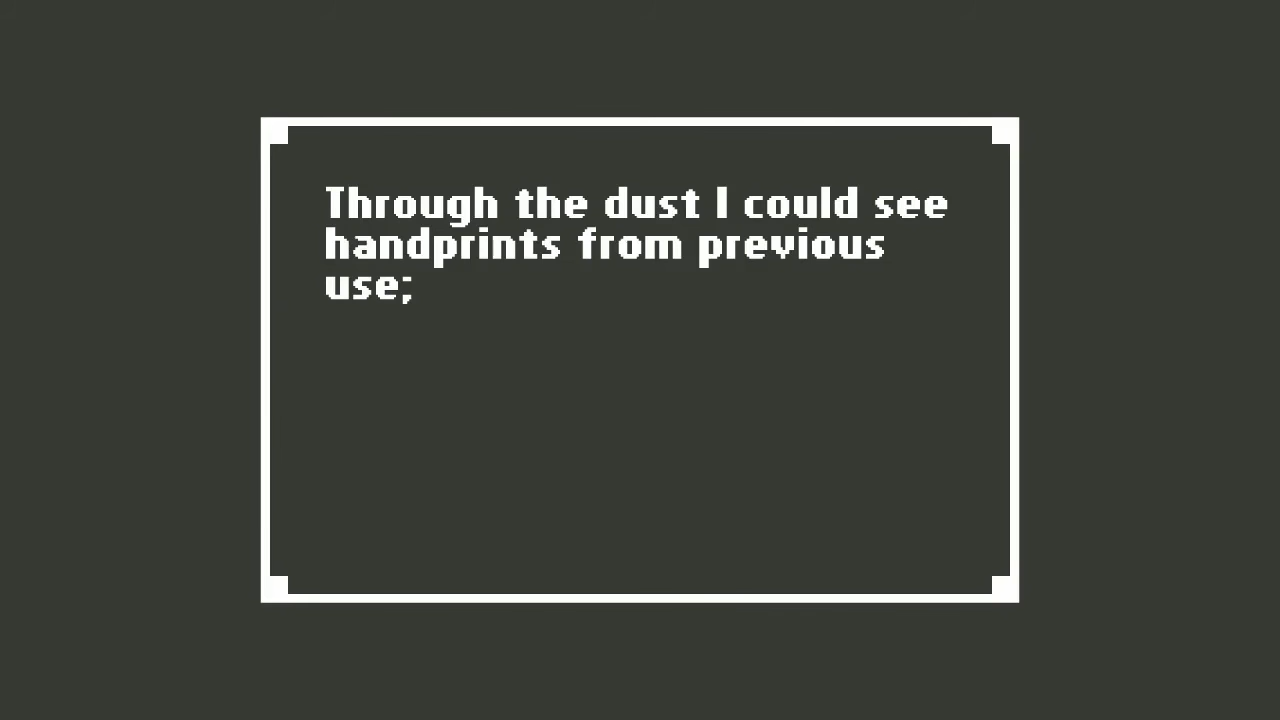 Through the dust I could see
handprints from previous
use;